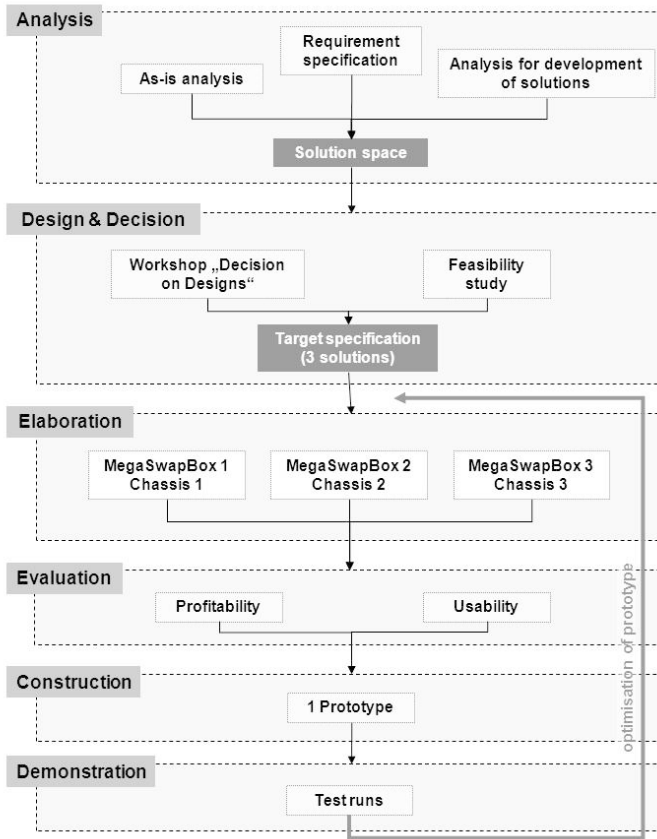 Analysis
Requirement
specification
As-is analysis
Analysis for development
of solutions
Solution space
Design & Decision
Workshop „Decision
on Designs“
Feasibility
study
Target specification
(3 solutions)
Elaboration
MegaSwapBox 1
Chassis 1
MegaSwapBox 2
Chassis 2
MegaSwapBox 3
Chassis 3
Evaluation
Profitability
Usability
optimisation of prototype
Construction
1 Prototype
Demonstration
Test runs